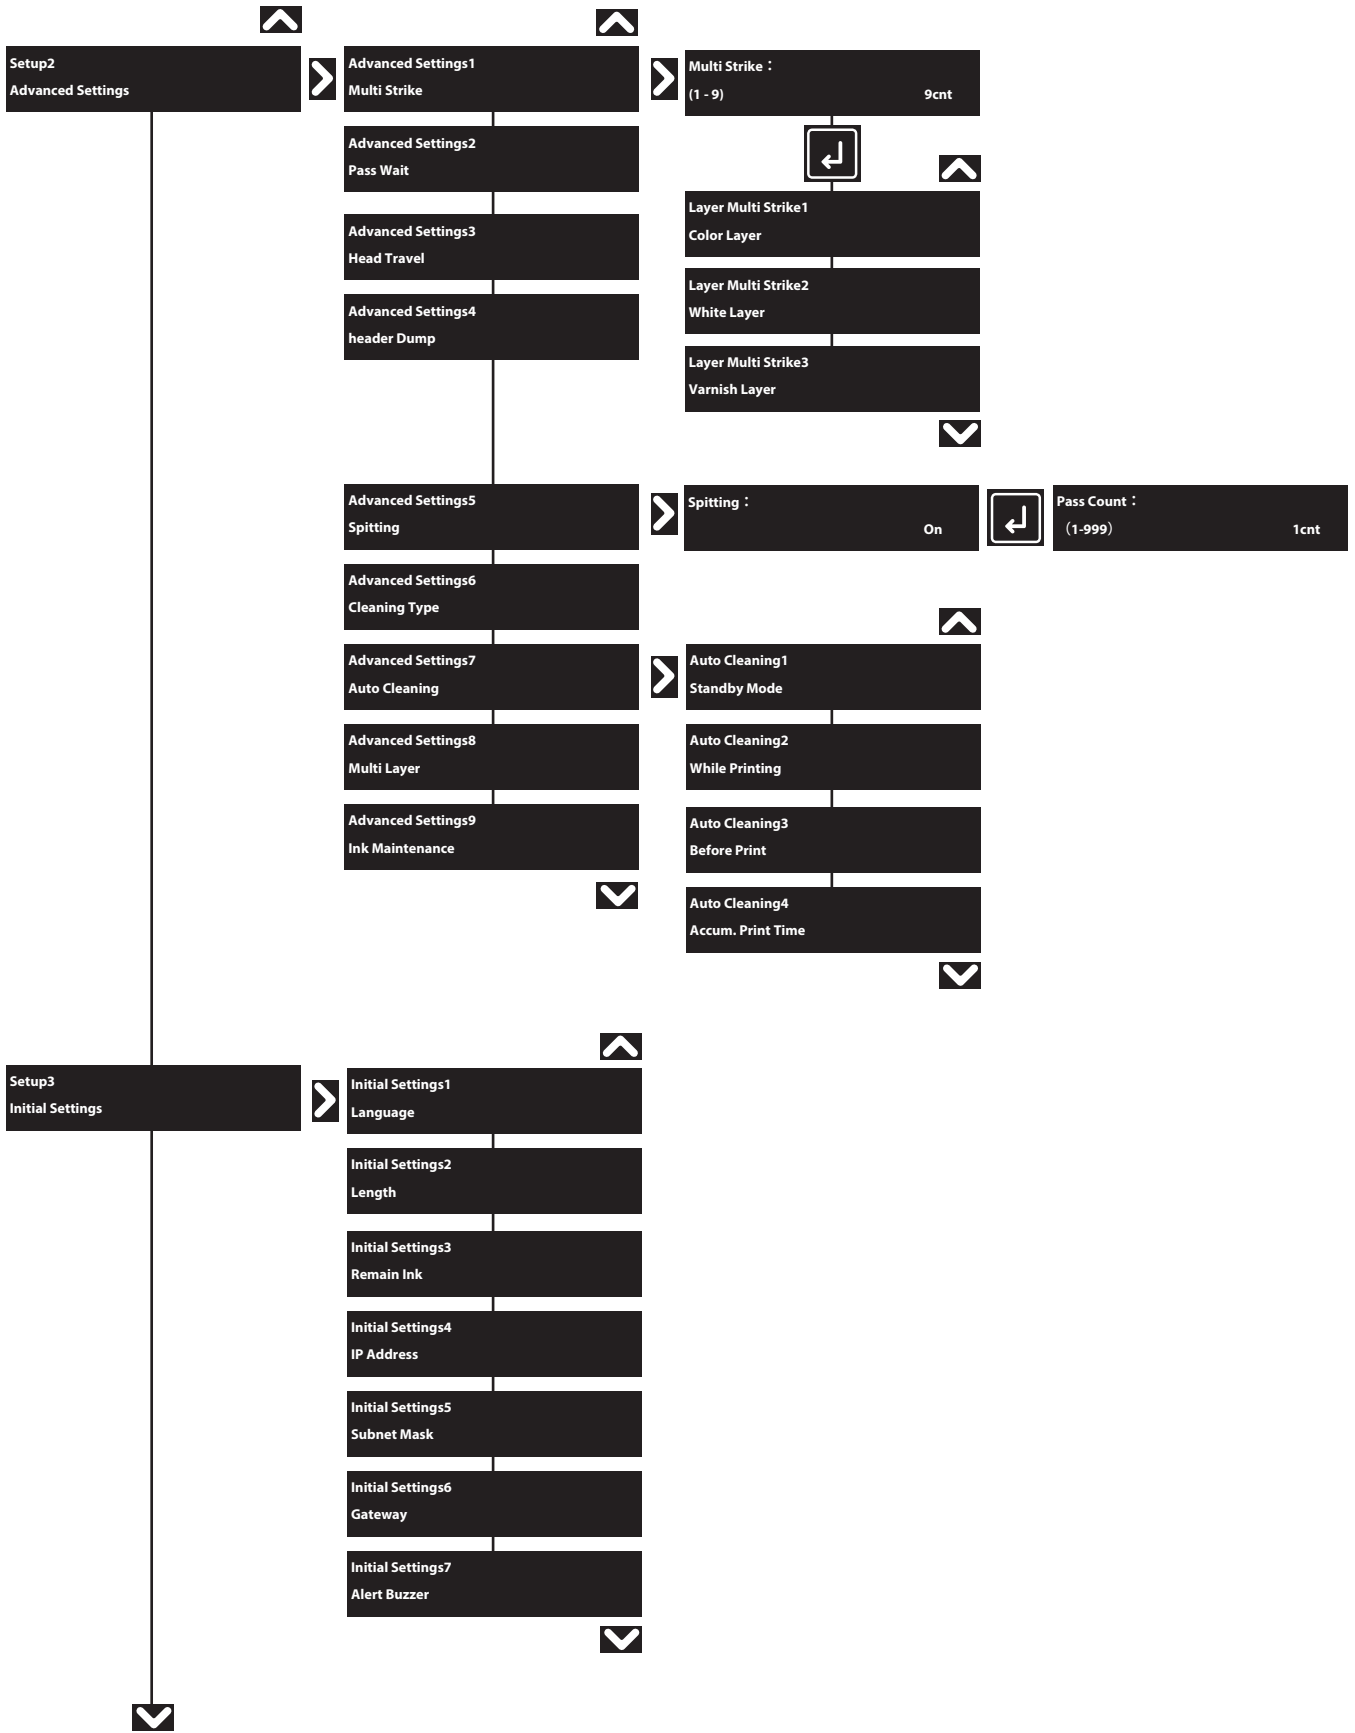 Setup2
Advanced Settings
Advanced Settings1
Multi Strike
Multi Strike：
(1 - 9) 9cnt
Advanced Settings2
Pass Wait
Advanced Settings3
Head Travel
Advanced Settings4
header Dump
Layer Multi Strike1
Color Layer
Layer Multi Strike2
White Layer
Layer Multi Strike3
Varnish Layer
Advanced Settings5
Spitting
Spitting：
On
Pass Count：
（1-999） 1cnt
Advanced Settings6
Cleaning Type
Advanced Settings7
Auto Cleaning
Advanced Settings8
Multi Layer
Advanced Settings9
Ink Maintenance
Auto Cleaning1
Standby Mode
Auto Cleaning2
While Printing
Auto Cleaning3
Before Print
Auto Cleaning4
Accum. Print Time
Setup3
Initial Settings
Initial Settings1
Language
Initial Settings2
Length
Initial Settings3
Remain Ink
Initial Settings4
IP Address
Initial Settings5
Subnet Mask
Initial Settings6
Gateway
Initial Settings7
Alert Buzzer